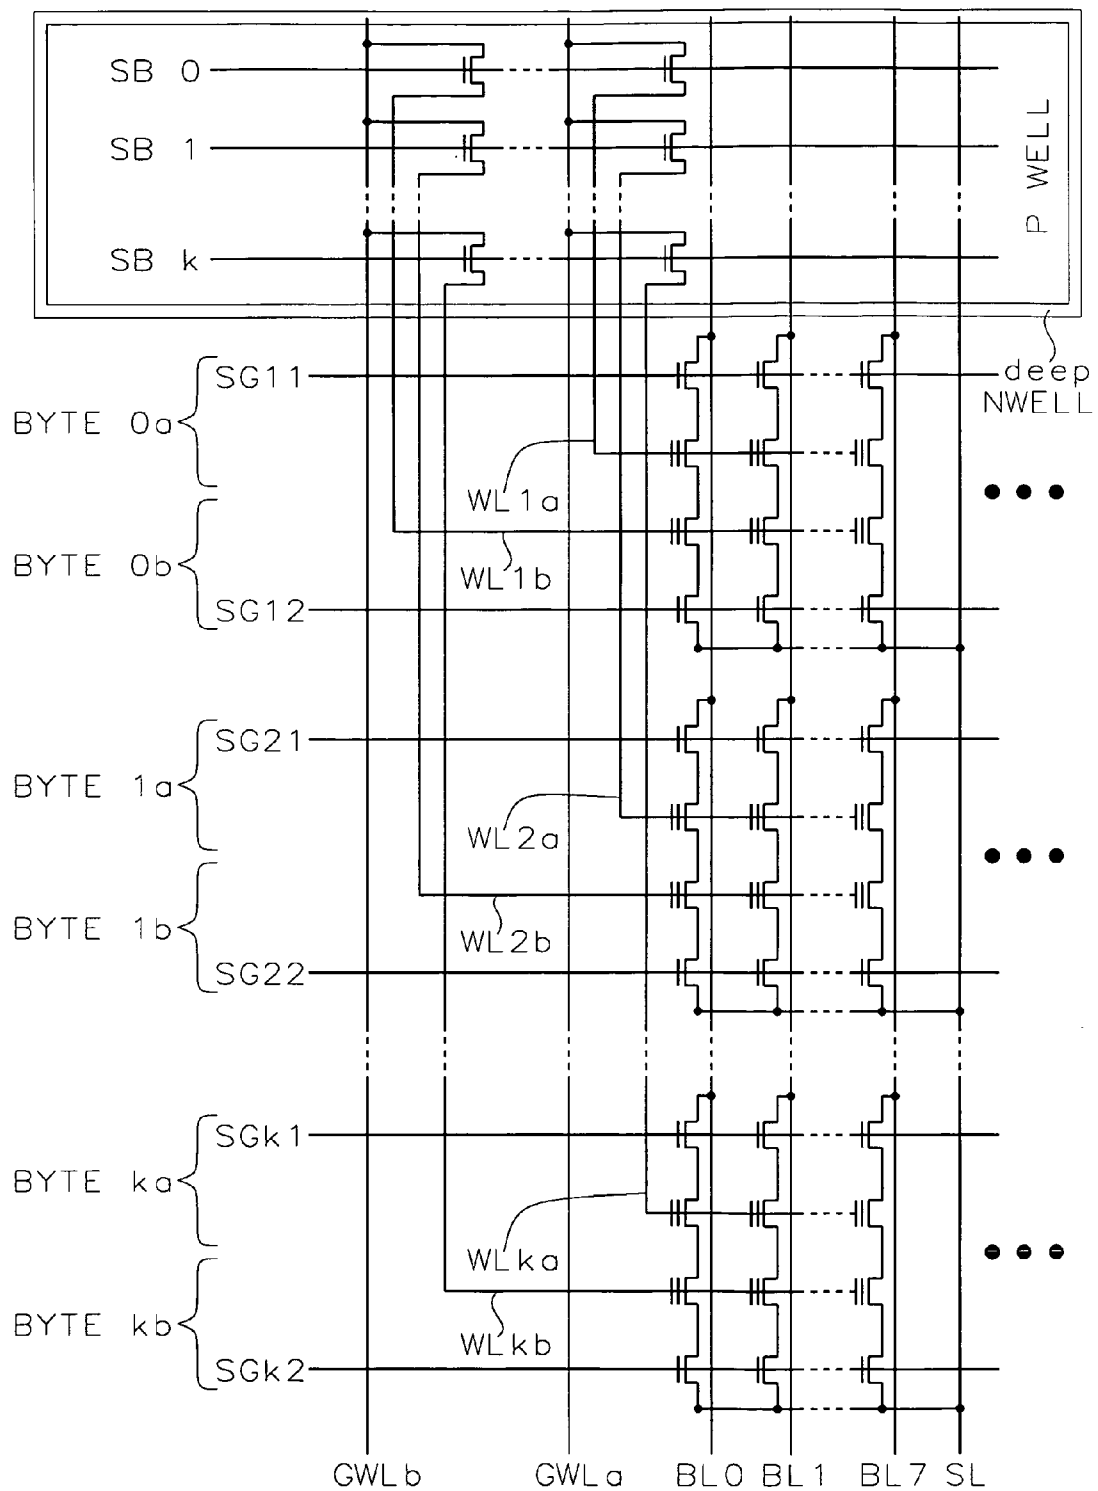 SB 0
SB 1
SB k
P WELL
deep
NWELL
SG11
BYTE 0a
WL1a
BYTE 0b
WL1b
SG12
SG21
BYTE 1a
WL2a
BYTE 1b
WL2b
SG22
SGk1
BYTE ka
WLka
BYTE kb
WLkb
SGk2
GWLb GWLa BL0 BL1 BL7 SL